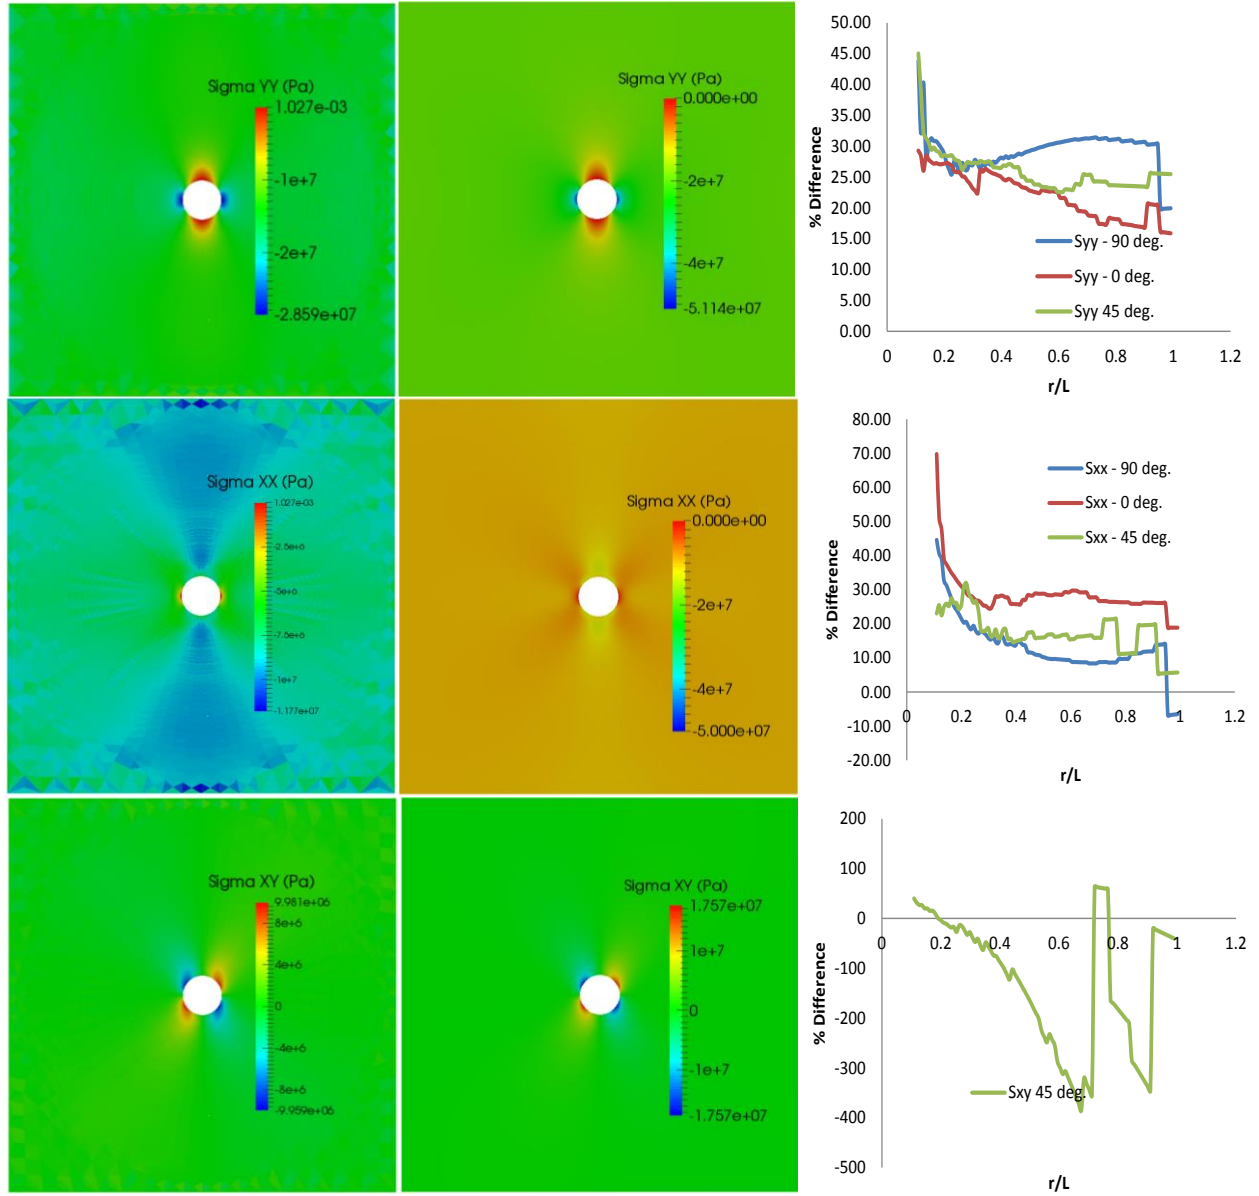 Sigma YY (Pa)
1.027e-03
-1e+7
-2e+7
-2.859e+07
Sigma YY (Pa)
0.000e+00
-2e+7
-4e+7
-5.114e+07
50.00
45.00
40.00
35.00
30.00
25.00
20.00
15.00
10.00
5.00
0.00
% Difference
Syy - 90 deg.
Syy - 0 deg.
Syy 45 deg.
0 0.2 0.4 0.6 0.8 1 1.2
r/L
Sigma XX (Pa)
1.027e-03
-2.5e+6
-5e+6
-7.5e+6
-1e+7
-1.177e+07
Sigma XX (Pa)
0.000e+00
-2e+7
-4e+7
-5.000e+07
80.00
70.00
60.00
50.00
40.00
30.00
20.00
10.00
0.00
-10.00
-20.00
% Difference
Sxx - 90 deg.
Sxx - 0 deg.
Sxx - 45 deg.
0 0.2 0.4 0.6 0.8 1 1.2
r/L
Sigma XY (Pa)
9.981e+06
8e+6
4e+6
0
-4e+6
-8e+6
-9.959e+06
Sigma XY (Pa)
1.757e+07
1e+7
0
-1e+7
-1.757e+07
200
100
0
-100
-200
-300
-400
-500
% Difference
0 0.2 0.4 0.6 0.8 1 1.2
Sxy 45 deg.
r/L